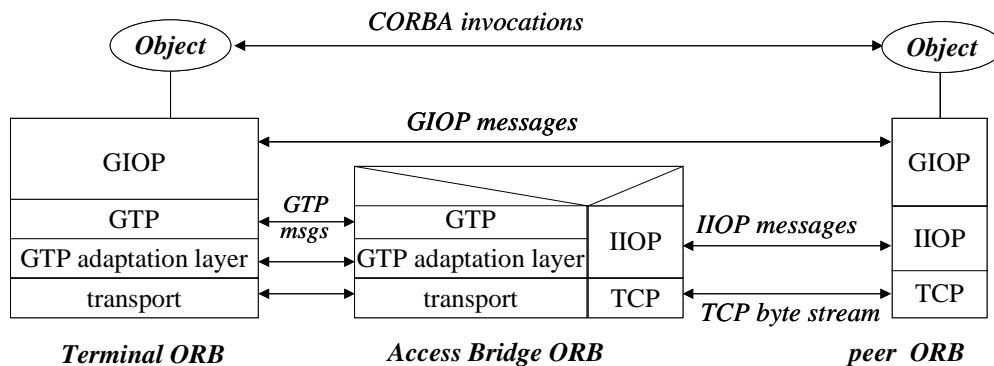 CORBA invocations
Object
Object
GIOP messages
GIOP
GIOP
GTP
msgs
GTP
GTP
IIOP
IIOP messages
IIOP
GTP adaptation layer
GTP adaptation layer
transport
transport
TCP
TCP byte stream
TCP
Terminal ORB
Access Bridge ORB
peer ORB